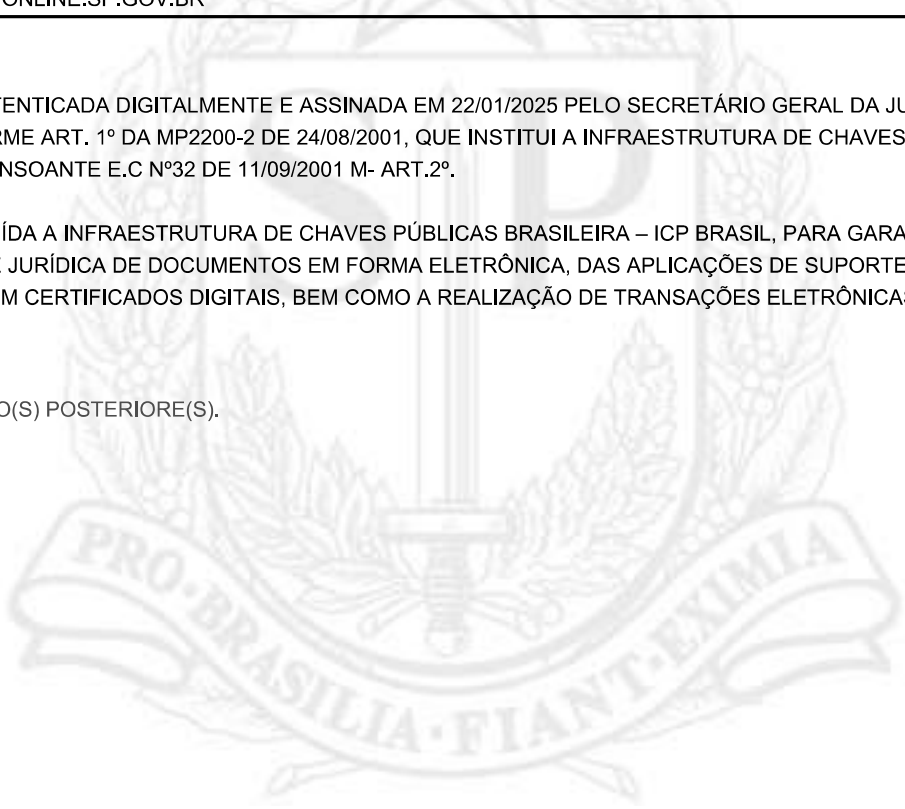 ONLINE.SP.GOV.BR
TENTICADA DIGITALMENTE E ASSINADA EM 22/01/2025 PELO SECRETÁRIO GERAL DA JU
RME ART. 1º DA MP2200-2 DE 24/08/2001, QUE INSTITUI A INFRAESTRUTURA DE CHAVES
NSOANTE E.C Nº32 DE 11/09/2001 M- ART.2º.
ÍDA A INFRAESTRUTURA DE CHAVES PÚBLICAS BRASILEIRA – ICP BRASIL, PARA GARA
E JURÍDICA DE DOCUMENTOS EM FORMA ELETRÔNICA, DAS APLICAÇÕES DE SUPORTE
M CERTIFICADOS DIGITAIS, BEM COMO A REALIZAÇÃO DE TRANSAÇÕES ELETRÔNICAS
O(S) POSTERIORE(S).
SP
PRO·BRASILIA·FIANT·EXIMIA